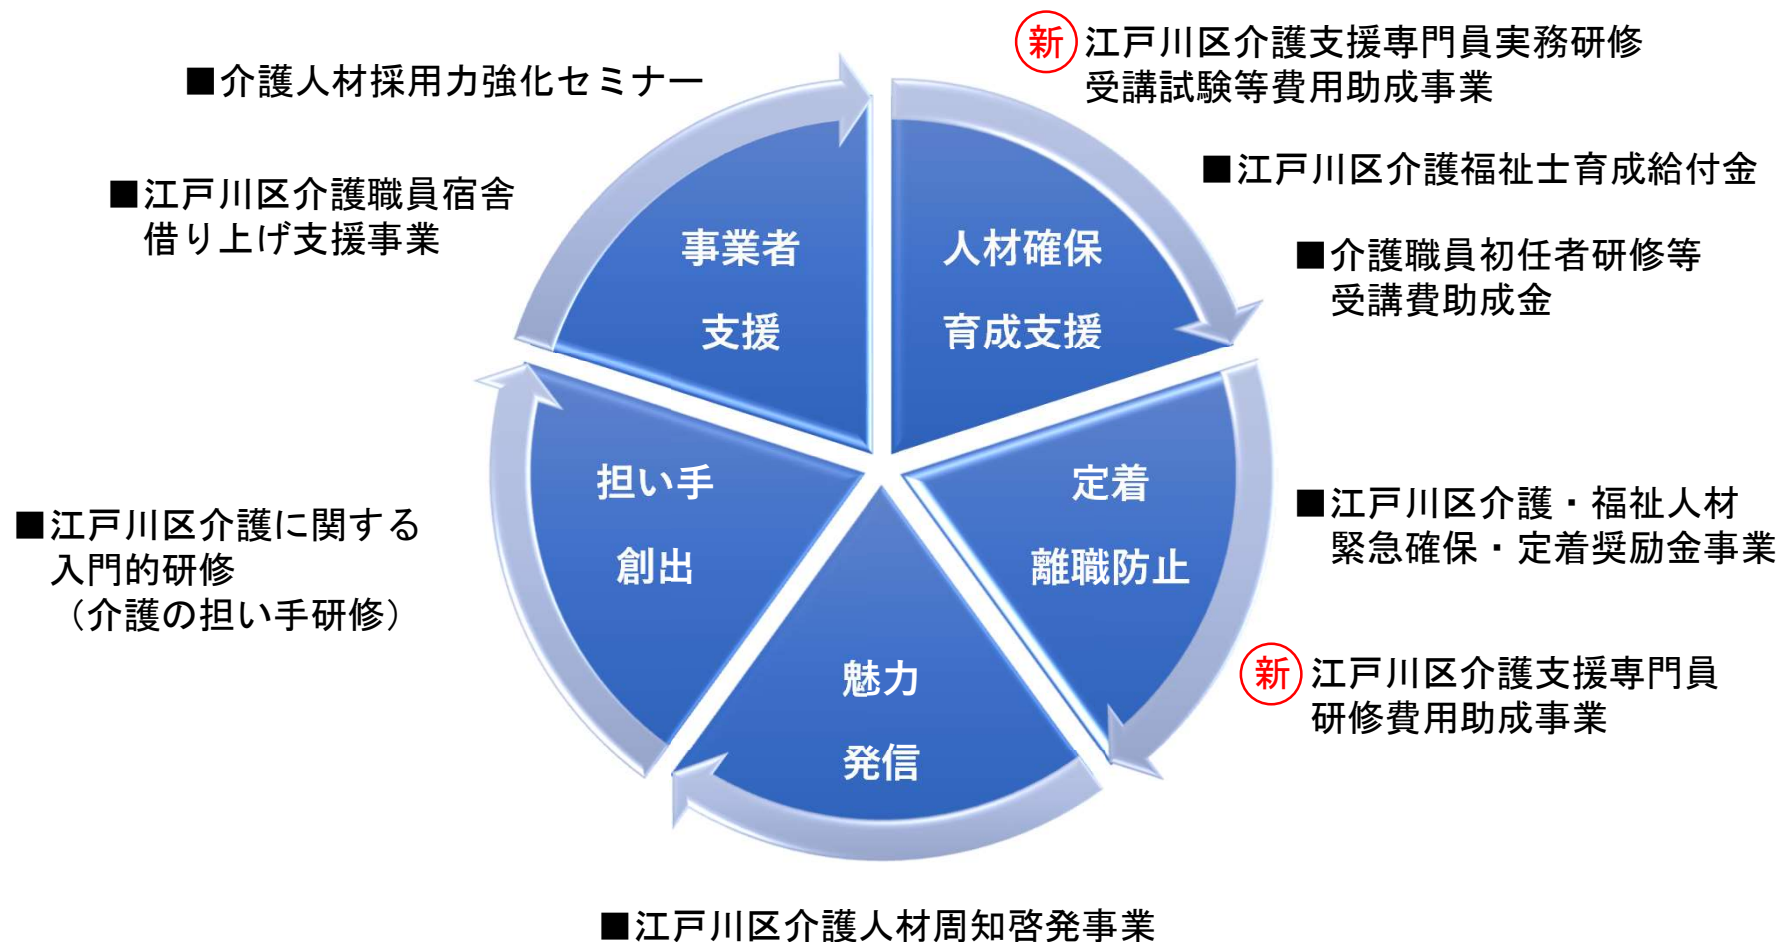 新 江戸川区介護支援専門員実務研修
受講試験等費用助成事業
■江戸川区介護福祉士育成給付金
■介護職員初任者研修等
受講費助成金
人材確保
育成支援
■江戸川区介護・福祉人材
緊急確保・定着奨励金事業
新 江戸川区介護支援専門員
研修費用助成事業
定着
離職防止
魅力
発信
■江戸川区介護人材周知啓発事業
担い手
創出
■江戸川区介護に関する
入門的研修
（介護の担い手研修）
事業者
支援
■介護人材採用力強化セミナー
■江戸川区介護職員宿舎
借り上げ支援事業